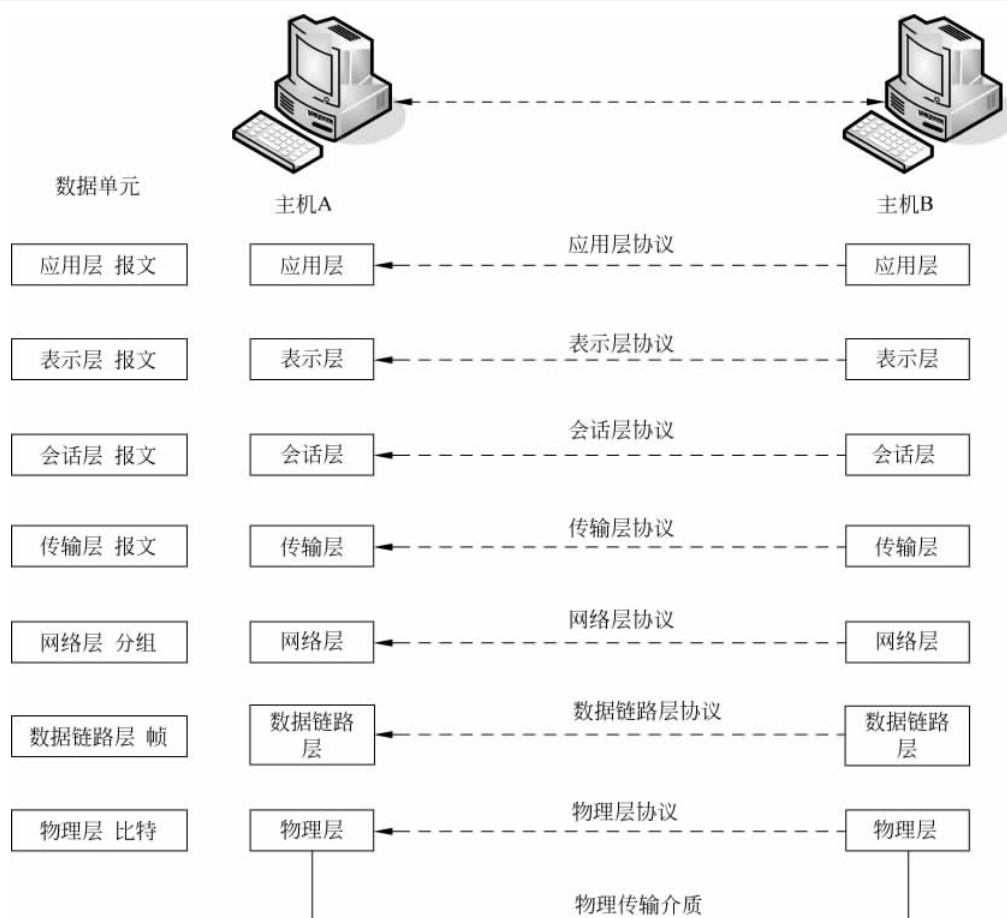 数据单元
主机A
主机B
应用层协议
应用层 报文
应用层
应用层
表示层协议
表示层 报文
表示层
表示层
会话层协议
会话层 报文
会话层
会话层
传输层协议
传输层 报文
传输层
传输层
网络层协议
网络层 分组
网络层
网络层
数据链路层协议
数据链路层 帧
数据链路
层
数据链路
层
物理层协议
物理层 比特
物理层
物理层
物理传输介质